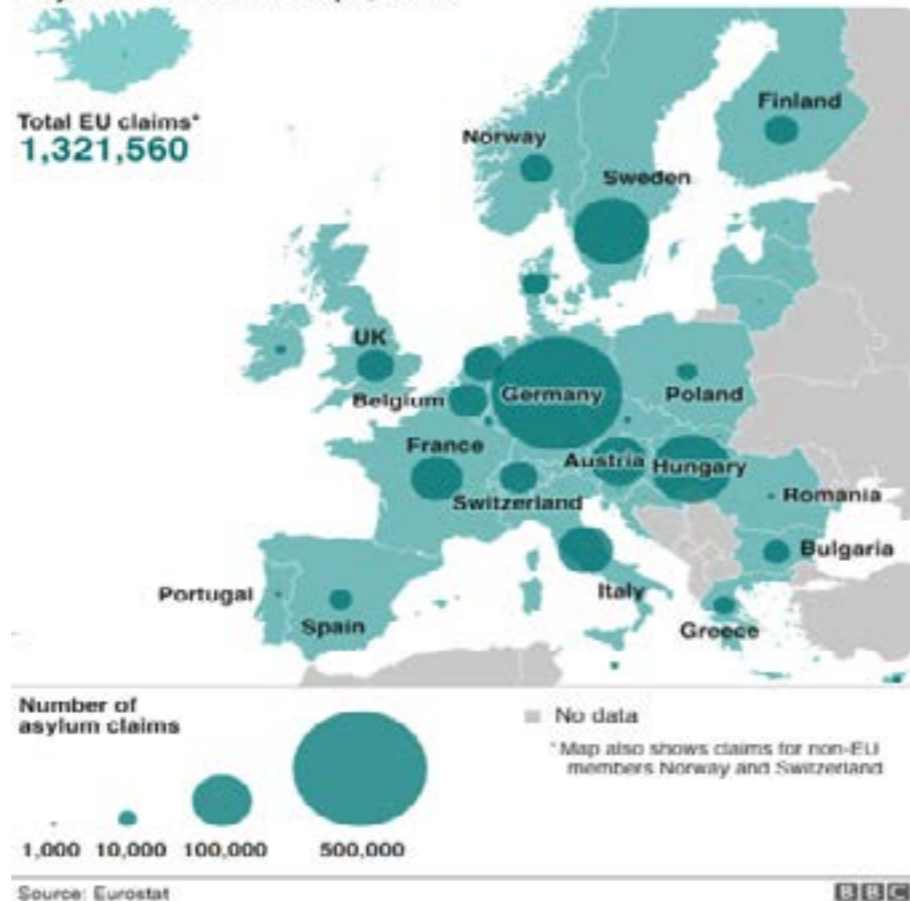 Total EU claims*
1,321,560
Norway
Finland
Sweden
UK
Belgium
Germany
Poland
France
Austria
Hungary
Switzerland
Romania
Bulgaria
Portugal
Italy
Spain
Greece
Number of
asylum claims
1,000 10,000 100,000 500,000
No data
* Map also shows claims for non-EU
members Norway and Switzerland
Source: Eurostat
BBC